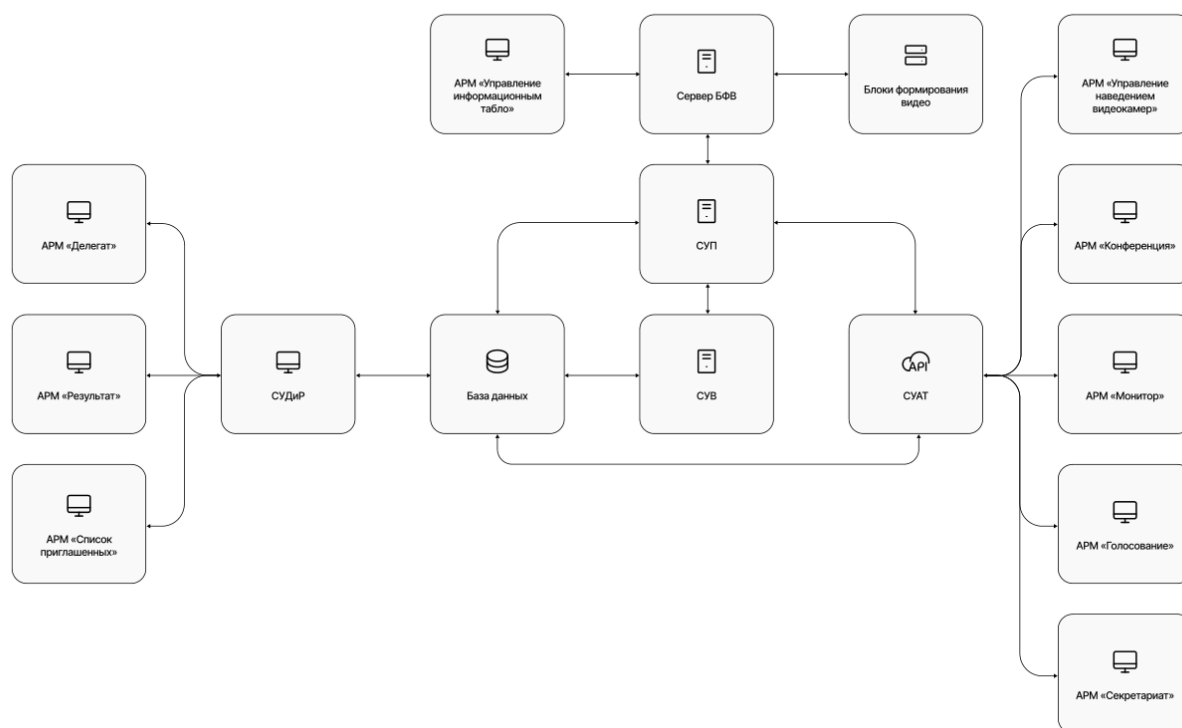 АРМ «Управление
информационным
табло»
Сервер БФВ
Блоки формирования
видео
АРМ «Управление
наведением
видеокамер»
АРМ «Делегат»
СУП
АРМ «Конференция»
АРМ «Результат»
СУДиР
База данных
СУВ
API
СУАТ
АРМ «Монитор»
АРМ «Список
приглашенных»
АРМ «Голосование»
АРМ «Секретариат»